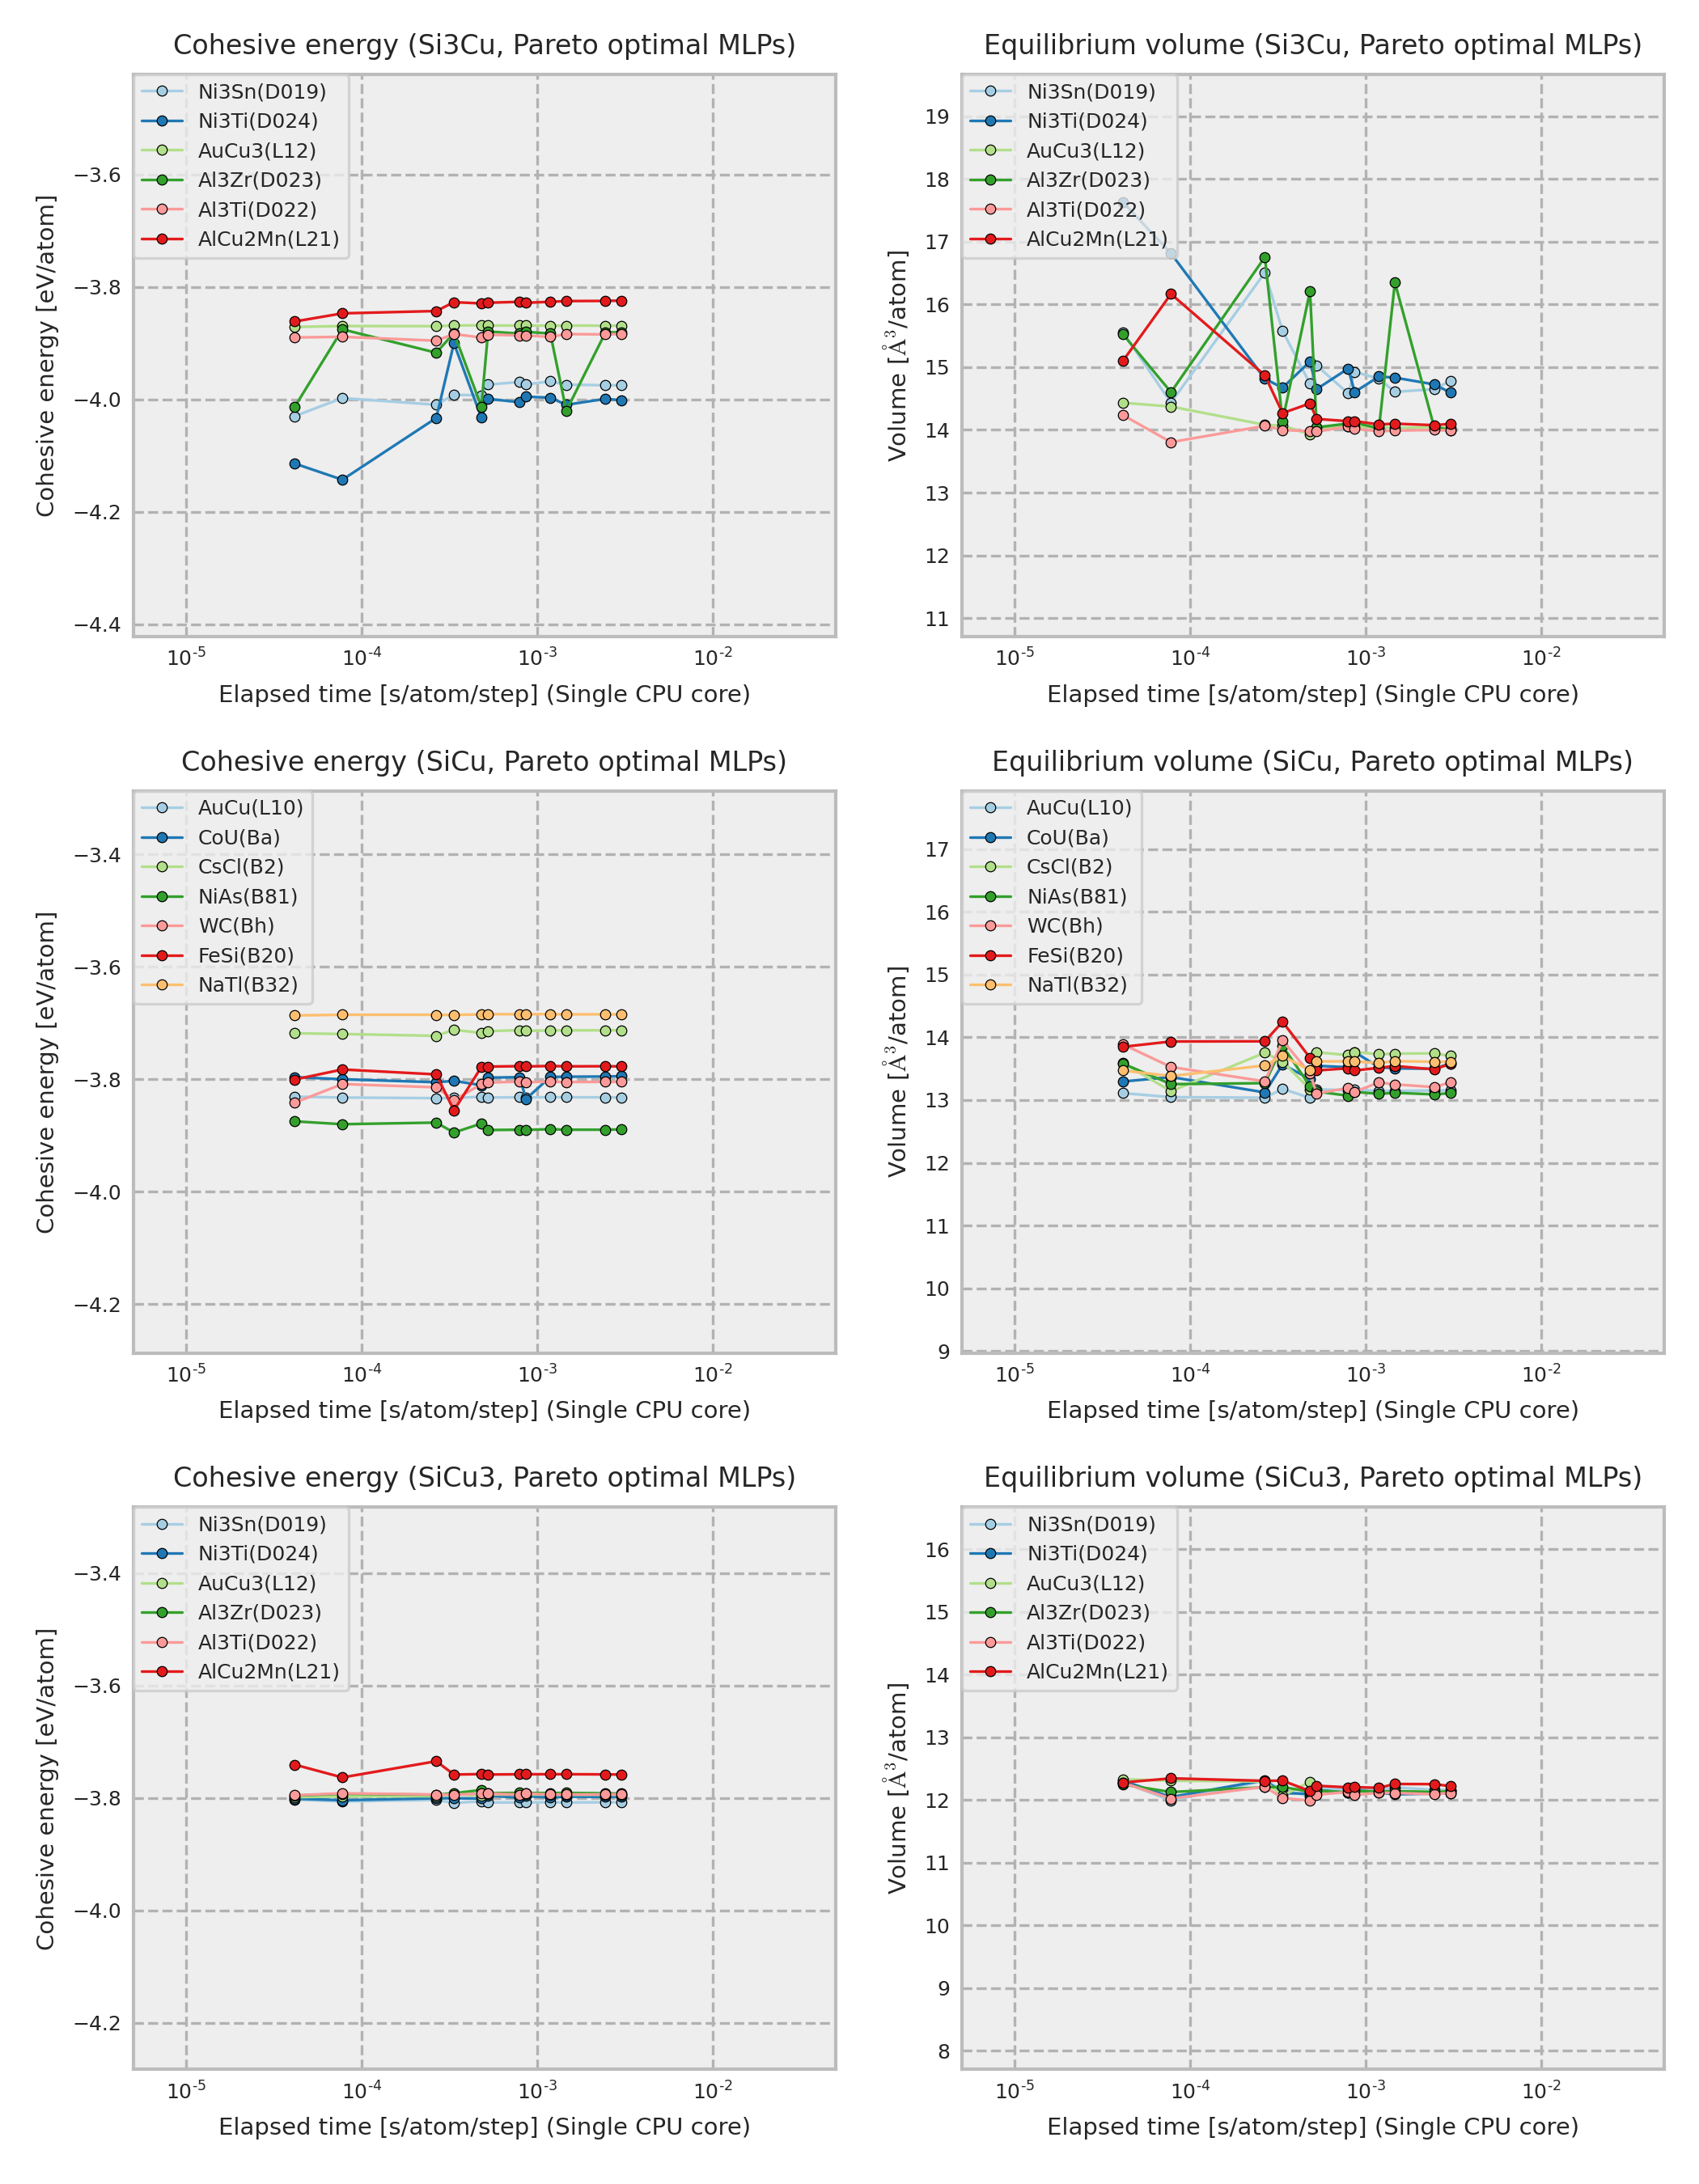 Cohesive energy (Si3Cu, Pareto optimal MLPs)
Cohesive energy [eV/atom]
−3.6
−3.8
−4.0
−4.2
−4.4
Ni3Sn(D019)
Ni3Ti(D024)
AuCu3(L12)
Al3Zr(D023)
Al3Ti(D022)
AlCu2Mn(L21)
10-5 10-4 10-3 10-2
Elapsed time [s/atom/step] (Single CPU core)
Equilibrium volume (Si3Cu, Pareto optimal MLPs)
Volume [Å3/atom]
19
18
17
16
15
14
13
12
11
Ni3Sn(D019)
Ni3Ti(D024)
AuCu3(L12)
Al3Zr(D023)
Al3Ti(D022)
AlCu2Mn(L21)
10-5 10-4 10-3 10-2
Elapsed time [s/atom/step] (Single CPU core)
Cohesive energy (SiCu, Pareto optimal MLPs)
Cohesive energy [eV/atom]
−3.4
−3.6
−3.8
−4.0
−4.2
AuCu(L10)
CoU(Ba)
CsCl(B2)
NiAs(B81)
WC(Bh)
FeSi(B20)
NaTl(B32)
10-5 10-4 10-3 10-2
Elapsed time [s/atom/step] (Single CPU core)
Equilibrium volume (SiCu, Pareto optimal MLPs)
Volume [Å3/atom]
17
16
15
14
13
12
11
10
9
AuCu(L10)
CoU(Ba)
CsCl(B2)
NiAs(B81)
WC(Bh)
FeSi(B20)
NaTl(B32)
10-5 10-4 10-3 10-2
Elapsed time [s/atom/step] (Single CPU core)
Cohesive energy (SiCu3, Pareto optimal MLPs)
Cohesive energy [eV/atom]
−3.4
−3.6
−3.8
−4.0
−4.2
Ni3Sn(D019)
Ni3Ti(D024)
AuCu3(L12)
Al3Zr(D023)
Al3Ti(D022)
AlCu2Mn(L21)
10-5 10-4 10-3 10-2
Elapsed time [s/atom/step] (Single CPU core)
Equilibrium volume (SiCu3, Pareto optimal MLPs)
Volume [Å3/atom]
16
15
14
13
12
11
10
9
8
Ni3Sn(D019)
Ni3Ti(D024)
AuCu3(L12)
Al3Zr(D023)
Al3Ti(D022)
AlCu2Mn(L21)
10-5 10-4 10-3 10-2
Elapsed time [s/atom/step] (Single CPU core)